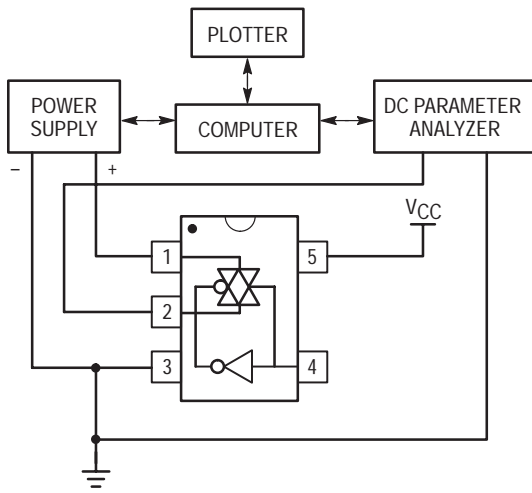 PLOTTER
POWER
SUPPLY
COMPUTER
DC PARAMETER
ANALYZER
–
+
VCC
1
5
2
3
4